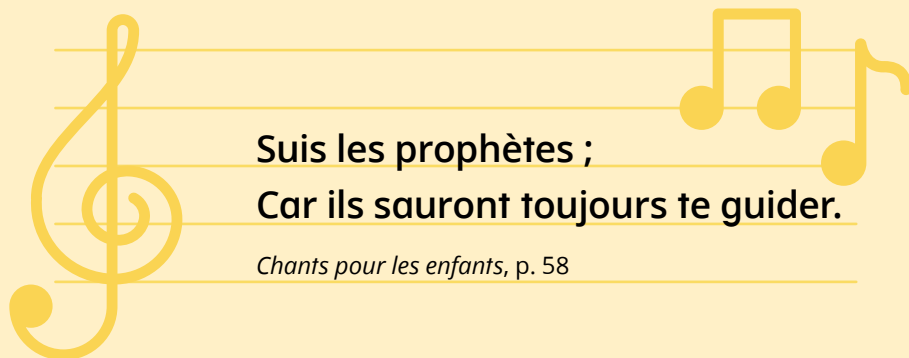 Suis les prophètes ;
Car ils sauront toujours te guider.
Chants pour les enfants, p. 58